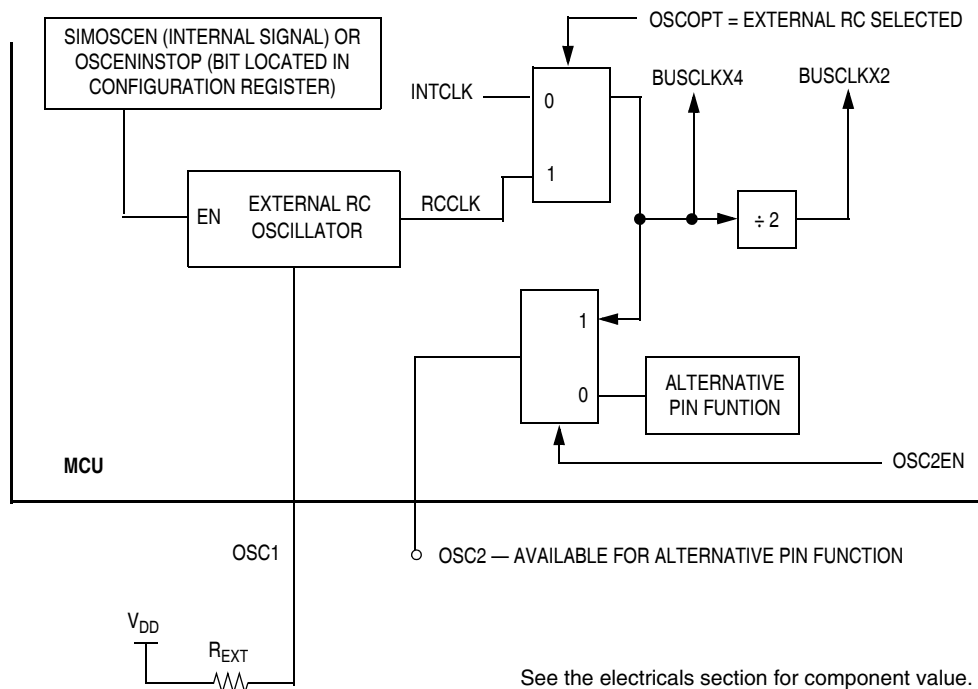 SIMOSCEN (INTERNAL SIGNAL) OR
OSCENINSTOP (BIT LOCATED IN
CONFIGURATION REGISTER)
OSCOPT = EXTERNAL RC SELECTED
INTCLK
0
1
BUSCLKX4
BUSCLKX2
EN
EXTERNAL RC
OSCILLATOR
RCCLK
÷ 2
1
0
ALTERNATIVE
PIN FUNTION
MCU
OSC2EN
OSC1
OSC2 — AVAILABLE FOR ALTERNATIVE PIN FUNCTION
VDD
REXT
See the electricals section for component value.